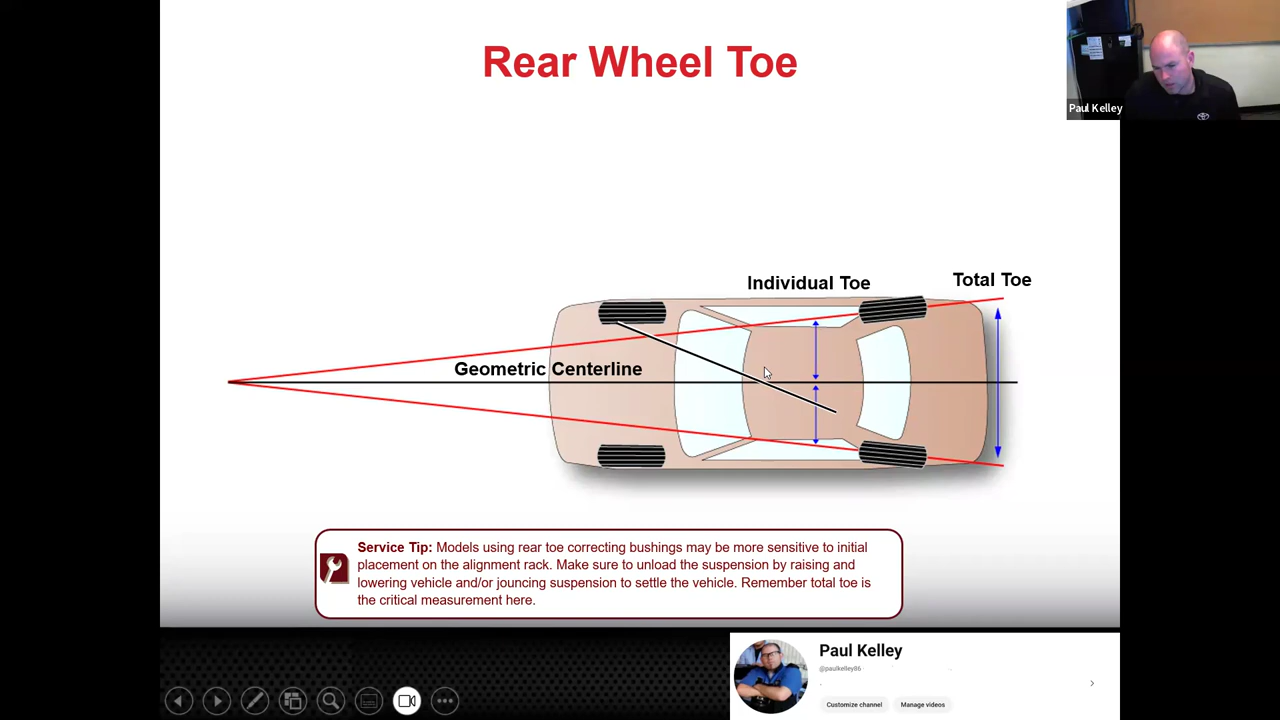 Rear Wheel Toe
Paul Kelley
Individual Toe
Total Toe
Geometric Centerline
Service Tip: Models using rear toe correcting bushings may be more sensitive to initial
placement on the alignment rack. Make sure to unload the suspension by raising and
lowering vehicle and/or jouncing suspension to settle the vehicle. Remember total toe is
the critical measurement here.
Paul Kelley
@paulkelley86
Customize channel
Manage videos